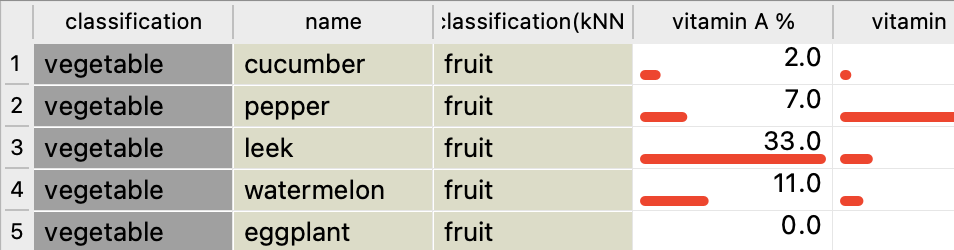 classification name :lassification(kNN vitamin A % vitamin
1 vegetable cucumber fruit 2.0
2 vegetable pepper fruit 7.0
3 vegetable leek fruit 33.0
4 vegetable watermelon fruit 11.0
5 vegetable eggplant fruit 0.0